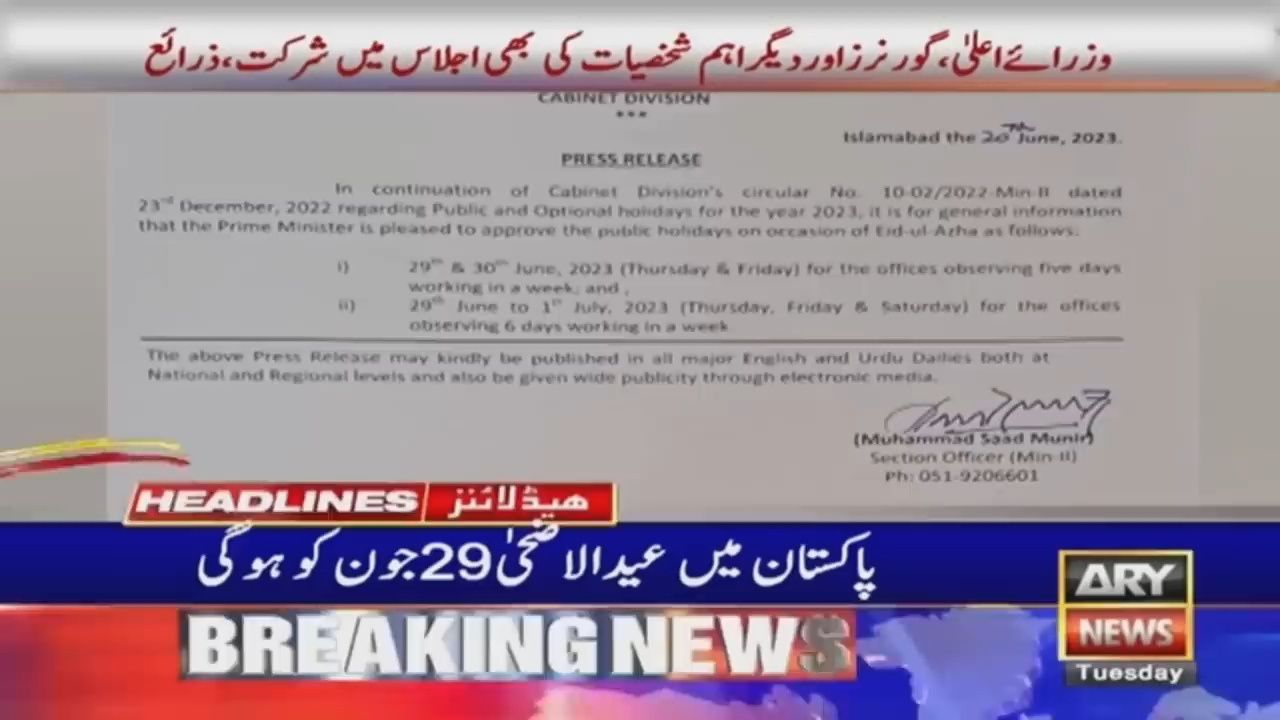 وزرائے اعلیٰ، گورنرز اور دیگر اہم شخصیات کی بھی اجلاس میں شرکت، ذرائع
CABINET DIVISION
***
Islamabad the 20th June, 2023.
PRESS RELEASE
In continuation of Cabinet Division's circular No. 10-02/2022-Min-II dated
23rd December, 2022 regarding Public and Optional holidays for the year 2023, it is for general information
that the Prime Minister is pleased to approve the public holidays on occasion of Eid-ul-Azha as follows:
i) 29th & 30th June, 2023 (Thursday & Friday) for the offices observing five days
working in a week; and
ii) 29th June to 1st July, 2023 (Thursday, Friday & Saturday) for the offices
observing 6 days working in a week
The above Press Release may kindly be published in all major English and Urdu Dailies both at
National and Regional levels and also be given wide publicity through electronic media.
(Muhammad Saad Munir)
Section Officer (Min-II)
Ph: 051-9206601
HEADLINES ھیڈلائنز
پاکستان میں عیدالاضحیٰ 29 جون کو ہوگی
BREAKING NEWS
ARY
NEWS
Tuesday